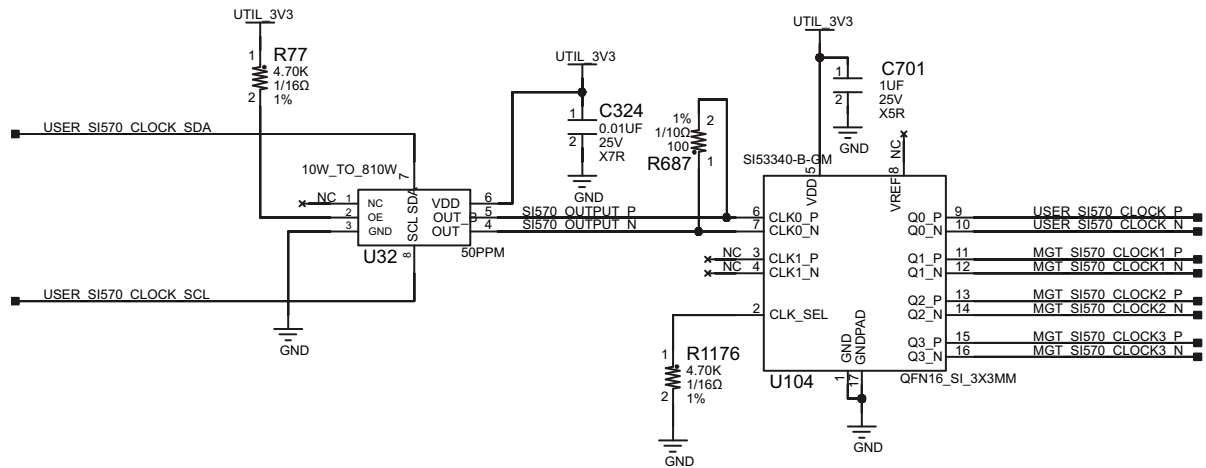 UTIL_3V3
1
R77
4.70K
1/16Ω
1%
2
USER_SI570_CLOCK_SDA
10W_TO_810W
7
NC
1
2
3
NC
OE
GND
SCL
SDA
VDD
OUT_B
OUT
6
5
4
U32
8
50PPM
USER_SI570_CLOCK_SCL
GND
UTIL_3V3
1
2
C324
0.01UF
25V
X7R
GND
SI570_OUTPUT_P
SI570_OUTPUT_N
1%
1/10Ω
100
R687
2
1
UTIL_3V3
1
2
C701
1UF
25V
X5R
GND
SI53340-B-GM
5
VDD
8
NC
VREF
6
7
CLK0_P
CLK0_N
NC
NC
3
4
CLK1_P
CLK1_N
2
CLK_SEL
1
R1176
4.70K
1/16Ω
1%
2
GND
GND
GNDPAD
1
17
U104
QFN16_SI_3X3MM
GND
Q0_P
9
USER_SI570_CLOCK_P
Q0_N
10
USER_SI570_CLOCK_N
Q1_P
11
MGT_SI570_CLOCK1_P
Q1_N
12
MGT_SI570_CLOCK1_N
Q2_P
13
MGT_SI570_CLOCK2_P
Q2_N
14
MGT_SI570_CLOCK2_N
Q3_P
15
MGT_SI570_CLOCK3_P
Q3_N
16
MGT_SI570_CLOCK3_N